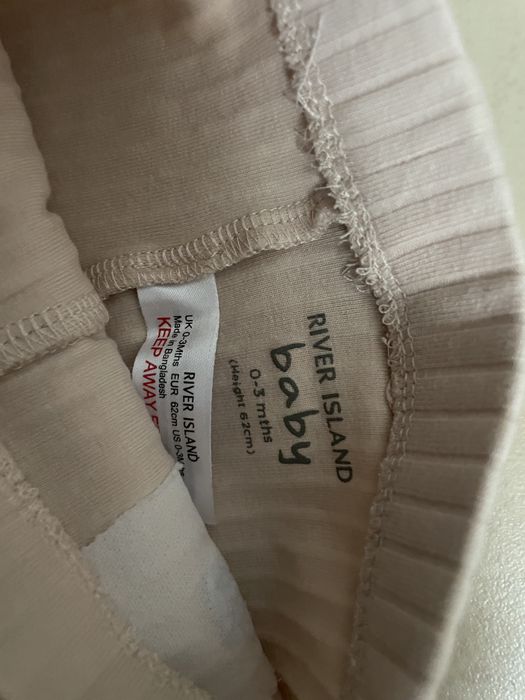 RIVER ISLAND
baby
0-3 mths
(Height 62cm)
RIVER ISLAND
UK 0-3Mths EUR 62cm US
Made in Bangladesh
KEEP AWAY